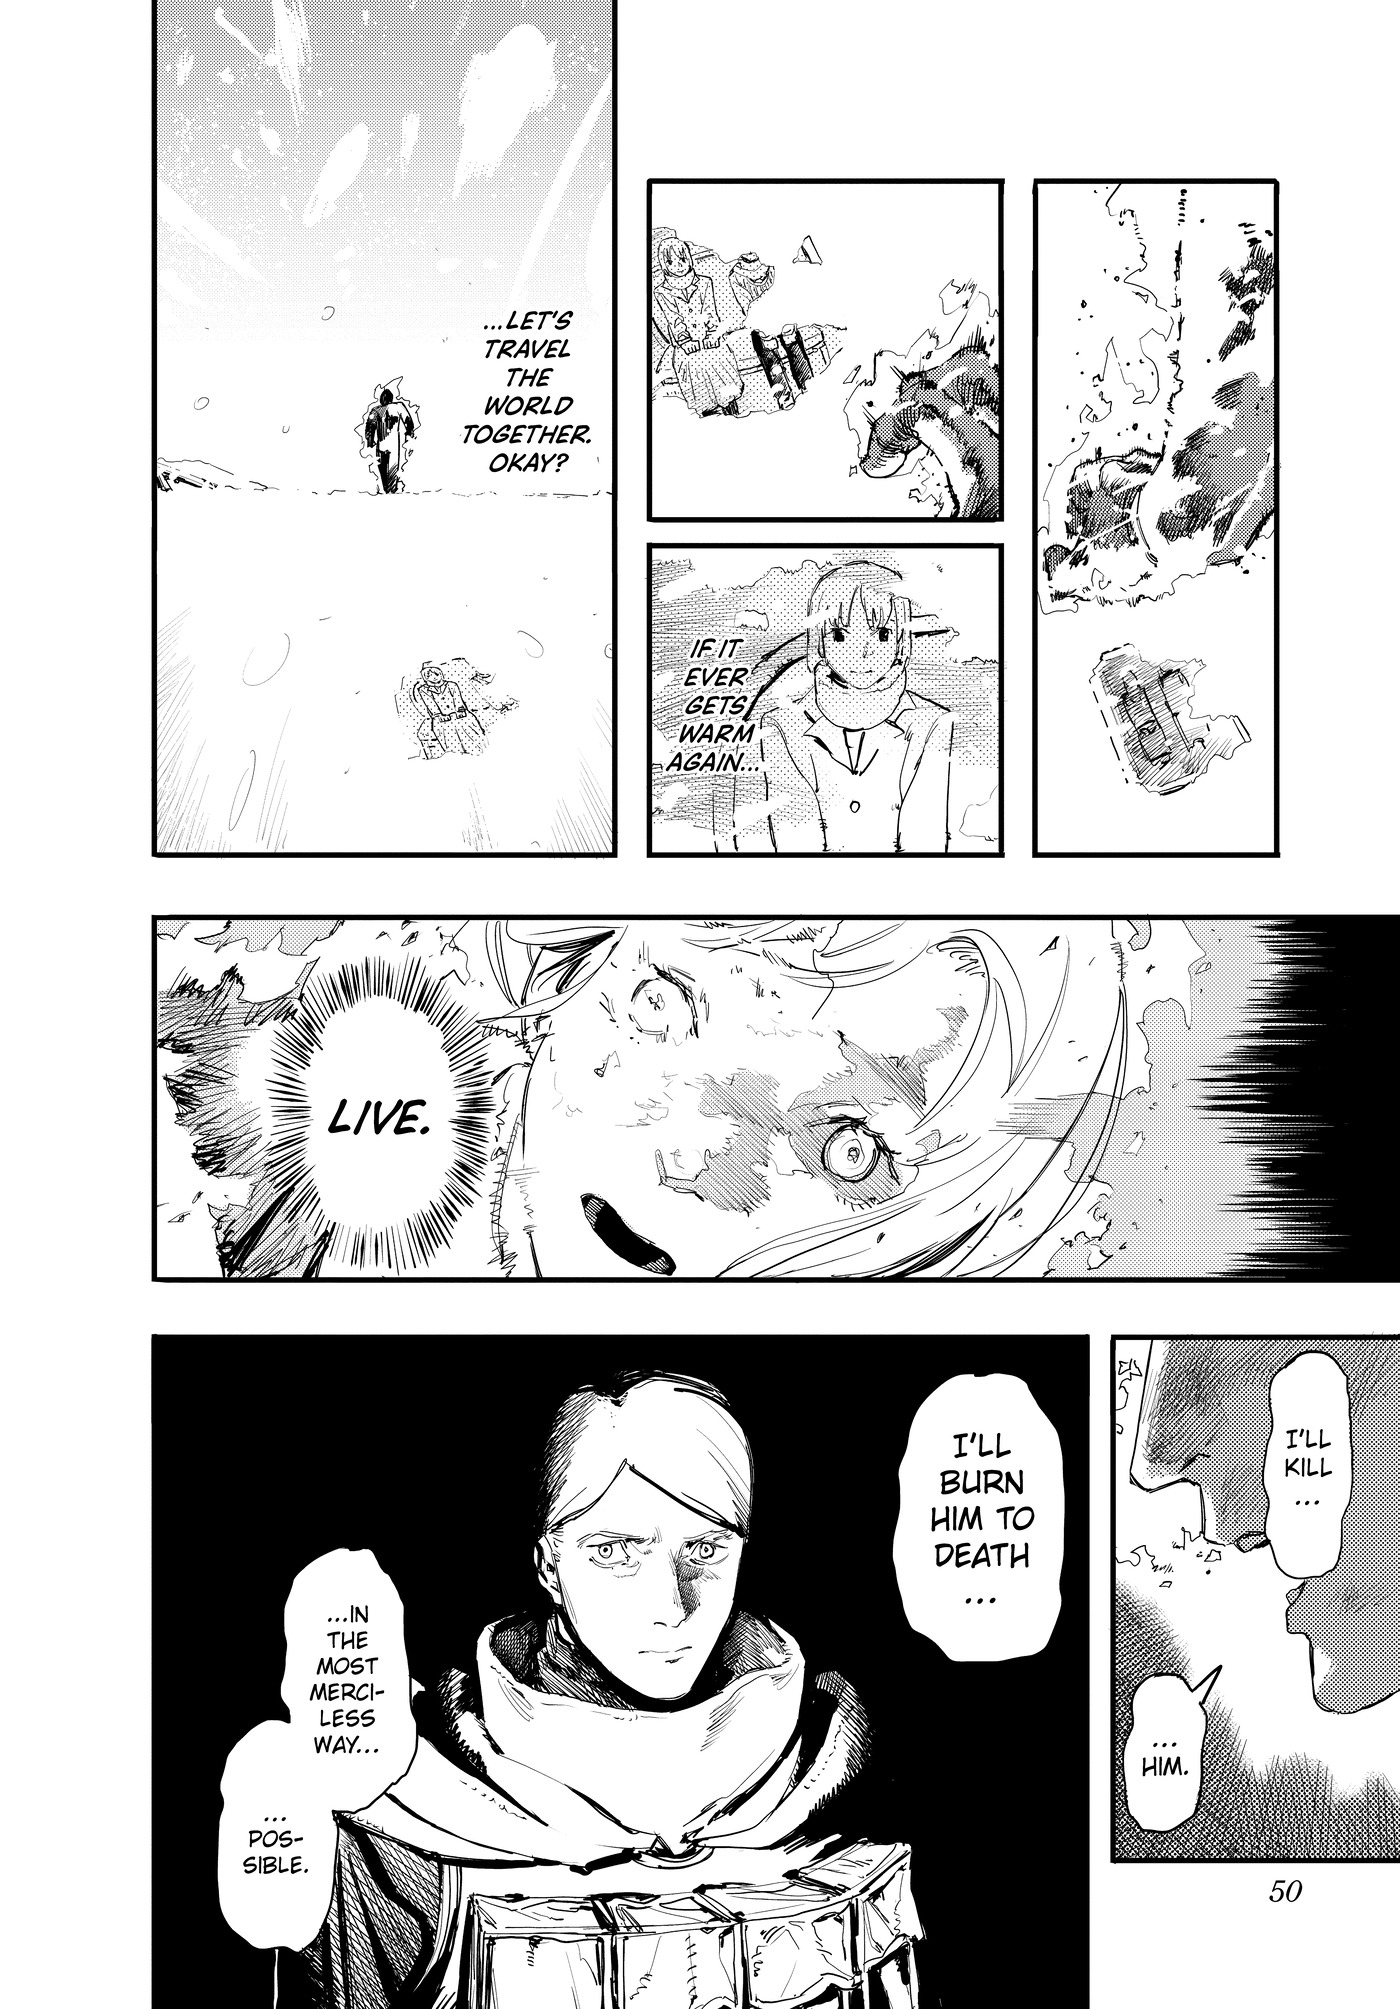 IF IT
EVER
GETS
WARM
AGAIN...
...LET'S
TRAVEL
THE
WORLD
TOGETHER.
OKAY?
LIVE.
I'LL
KILL
...
...
HIM.
I'LL
BURN
HIM TO
DEATH
...
...IN
THE
MOST
MERCI-
LESS
WAY...
...
POS-
SIBLE.
50